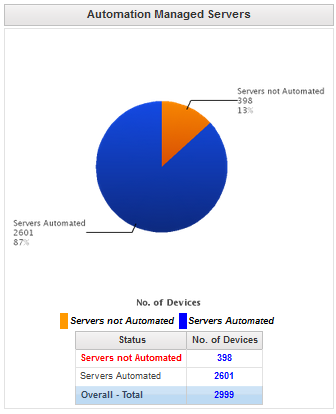 Automation Managed Servers
Servers not Automated
398
13%
Servers Automated
2601
87%
No. of Devices
Servers not Automated Servers Automated
Status No. of Devices
Servers not Automated 398
Servers Automated 2601
Overall - Total 2999